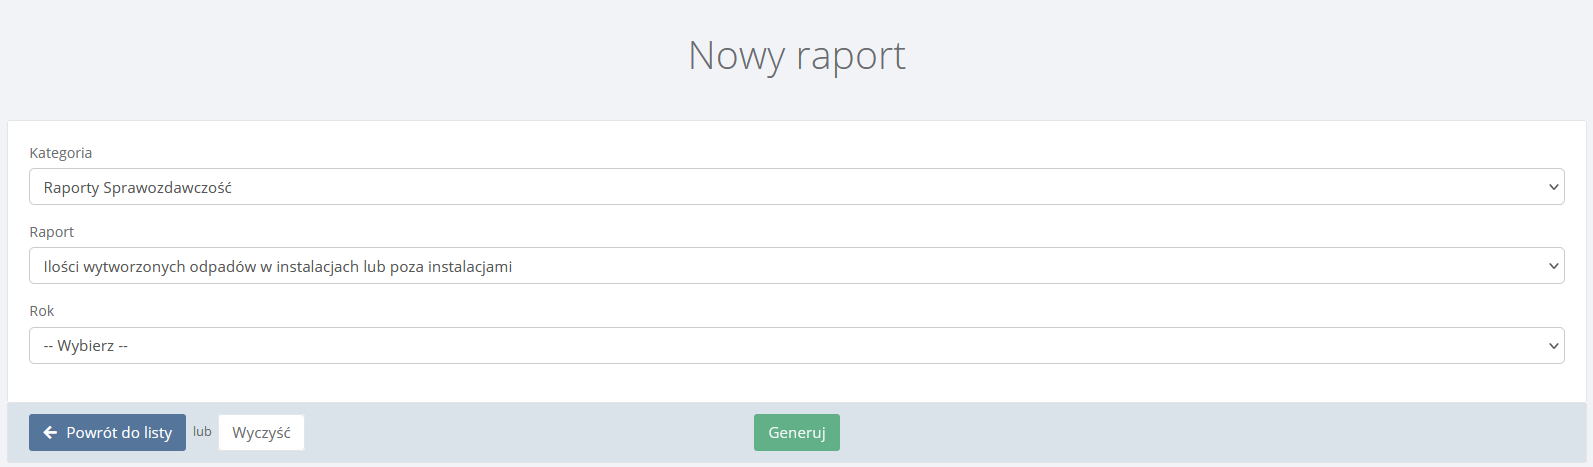 Nowy raport
Kategoria
Raporty Sprawozdawczość
Raport
Ilości wytworzonych odpadów w instalacjach lub poza instalacjami
Rok
-- Wybierz --
Powrót do listy lub Wyczyść Generuj